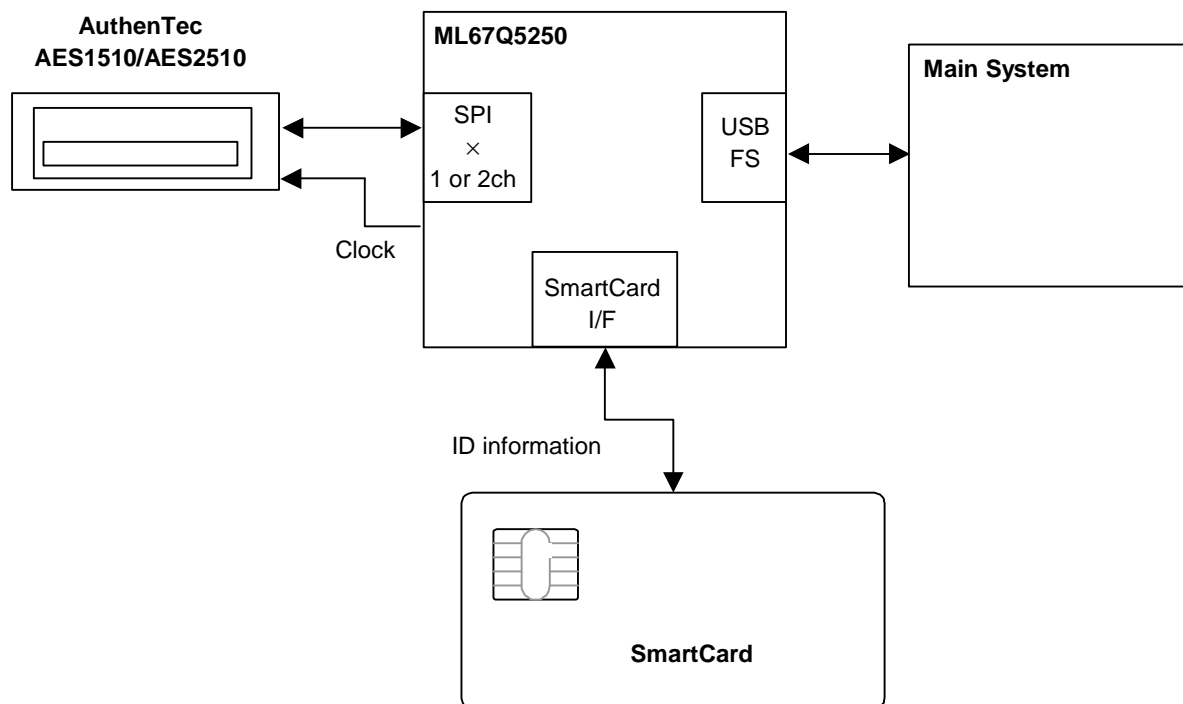 AuthenTec
AES1510/AES2510
ML67Q5250
Main System
SPI
×
1 or 2ch
USB
FS
Clock
SmartCard
I/F
ID information
SmartCard